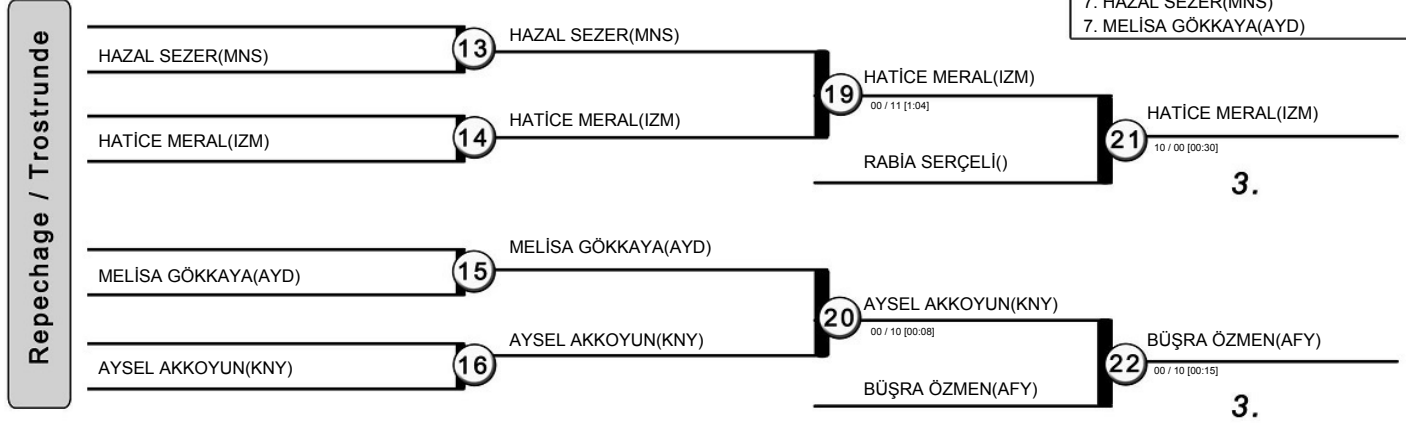 7. HAZAL SEZER(MNS)
7. MELİSA GÖKKAYA(AYD)
Repechage / Trostrunde
HAZAL SEZER(MNS)
13
HAZAL SEZER(MNS)
HATİCE MERAL(IZM)
14
HATİCE MERAL(IZM)
19
HATİCE MERAL(IZM)
00 / 11 [1:04]
RABİA SERÇELİ()
21
HATİCE MERAL(IZM)
10 / 00 [00:30]
3.
MELİSA GÖKKAYA(AYD)
15
MELİSA GÖKKAYA(AYD)
AYSEL AKKOYUN(KNY)
16
AYSEL AKKOYUN(KNY)
20
AYSEL AKKOYUN(KNY)
00 / 10 [00:08]
BÜŞRA ÖZMEN(AFY)
22
BÜŞRA ÖZMEN(AFY)
00 / 10 [00:15]
3.